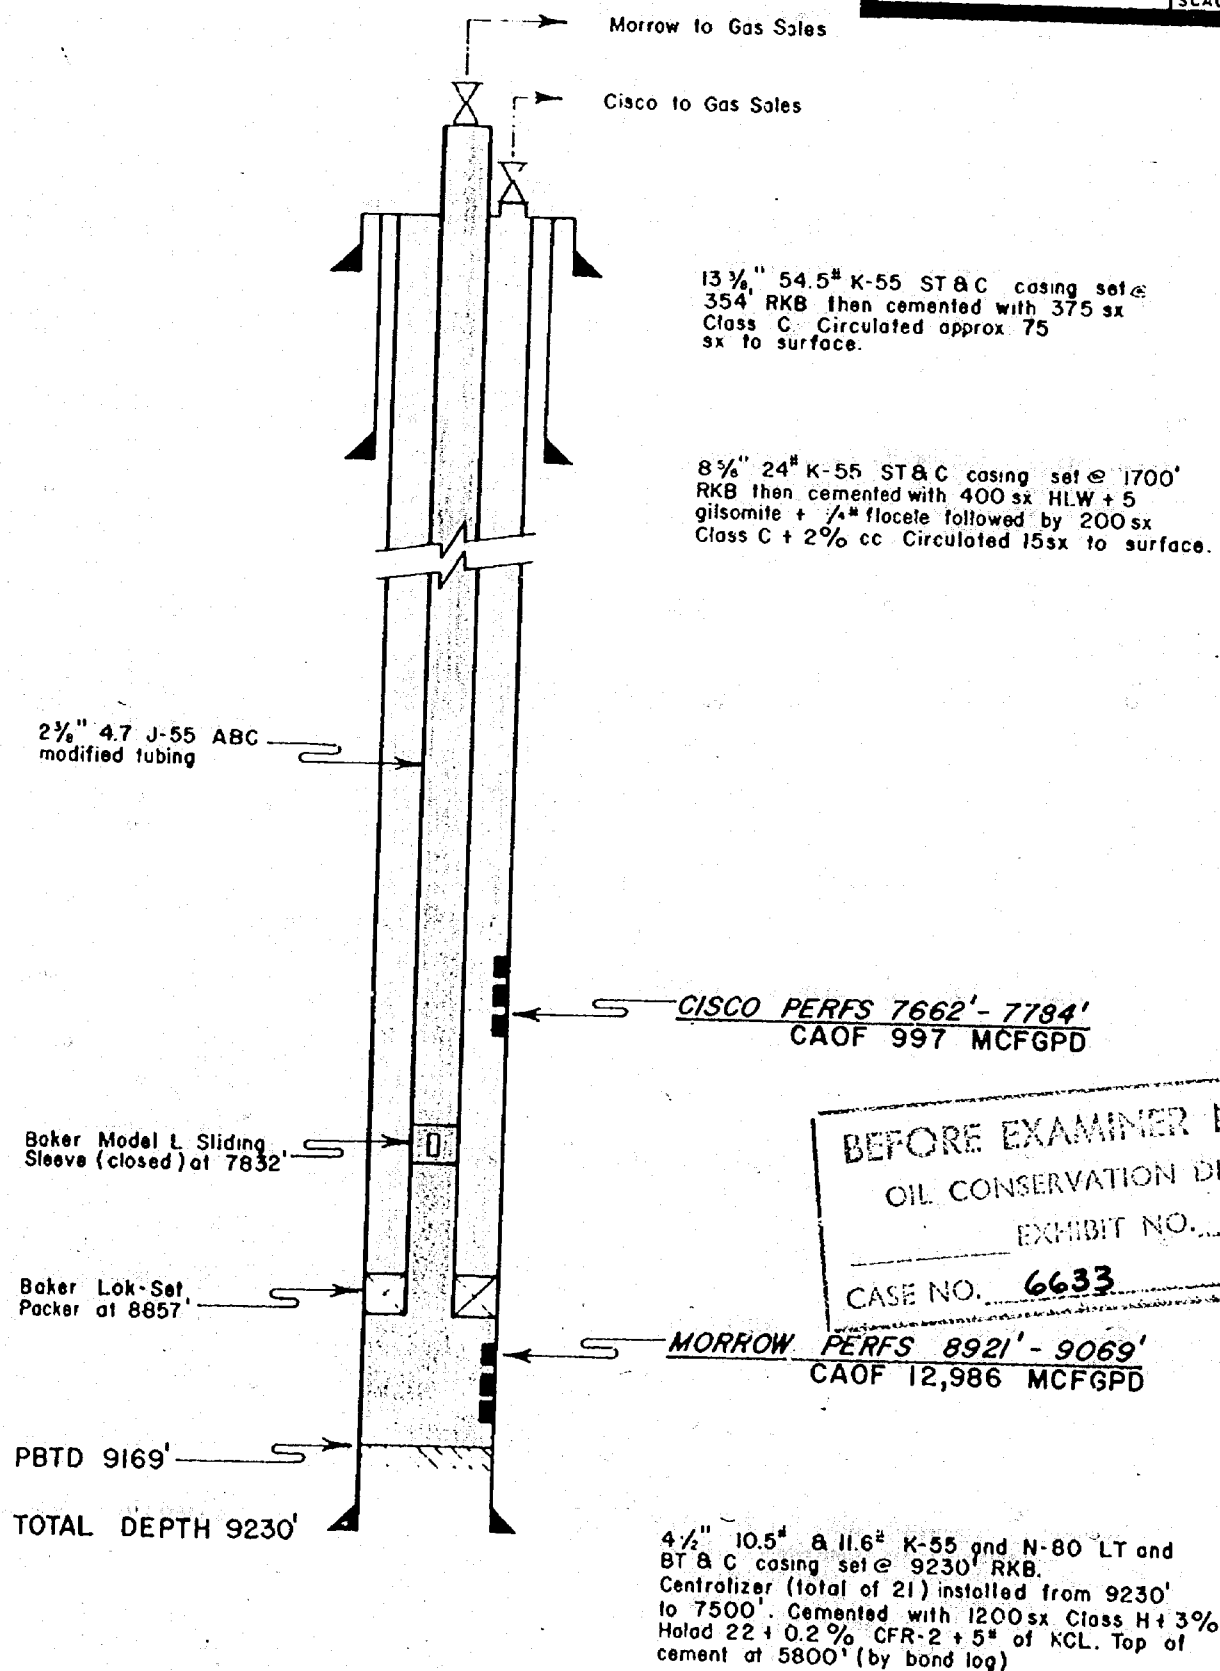 Morrow to Gas Sales
Cisco to Gas Sales
13 3/8" 54.5# K-55 ST & C casing set @
354' RKB then cemented with 375 sx
Class C. Circulated approx 75
sx to surface.
8 5/8" 24# K-55 ST & C casing set @ 1700'
RKB then cemented with 400 sx HLW + 5
gilsomite + 1/4# flocele followed by 200 sx
Class C + 2% cc Circulated 15sx to surface.
2 3/8" 4.7 J-55 ABC
modified tubing
CISCO PERFS 7662'- 7784'
CAOF 997 MCFGPD
Baker Model L Sliding
Sleeve (closed) at 7832'
BEFORE EXAMINER
OIL CONSERVATION
EXHIBIT NO.
CASE NO. 6633
Baker Lok-Set
Packer at 8857'
MORROW PERFS 8921' - 9069'
CAOF 12,986 MCFGPD
PBTD 9169'
TOTAL DEPTH 9230'
4 1/2" 10.5# & 11.6# K-55 and N-80 LT and
BT & C casing set @ 9230' RKB.
Centralizer (total of 21) installed from 9230'
to 7500'. Cemented with 1200 sx Class H + 3%
Halad 22 + 0.2% CFR-2 + 5# of KCL. Top of
cement at 5800' (by bond log)